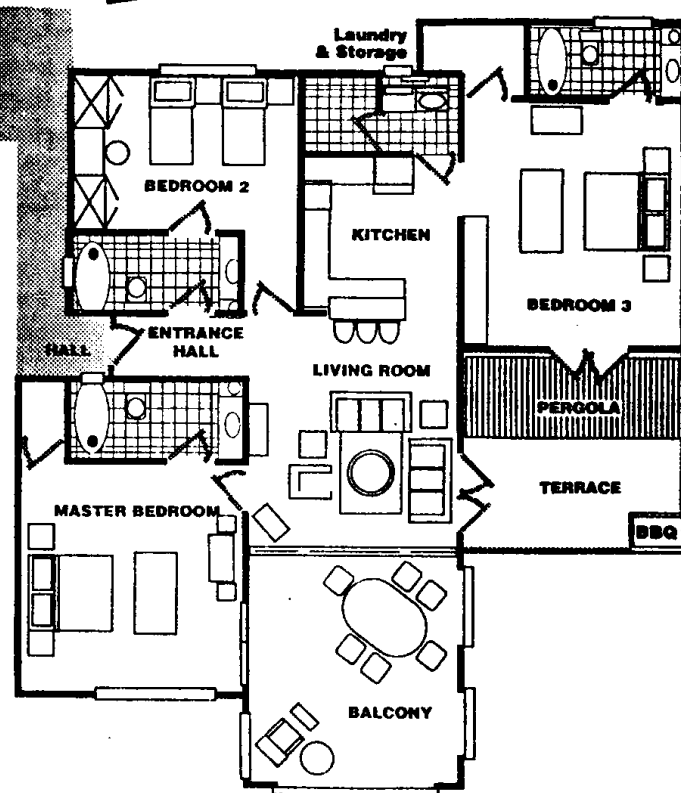 Laundry
& Storage
BEDROOM 2
KITCHEN
BEDROOM 3
ENTRANCE
HALL
HALL
LIVING ROOM
PERGOLA
TERRACE
MASTER BEDROOM
BBQ
BALCONY